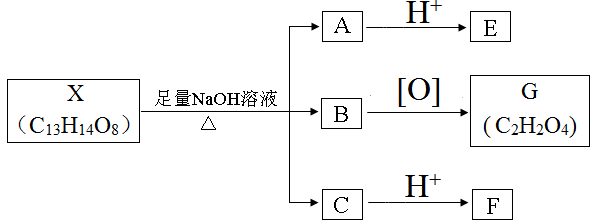 A H⁺ E
X
（C₁₃H₁₄O₈） 足量NaOH溶液
△
B [O] G
( C₂H₂O₄)
C H⁺ F